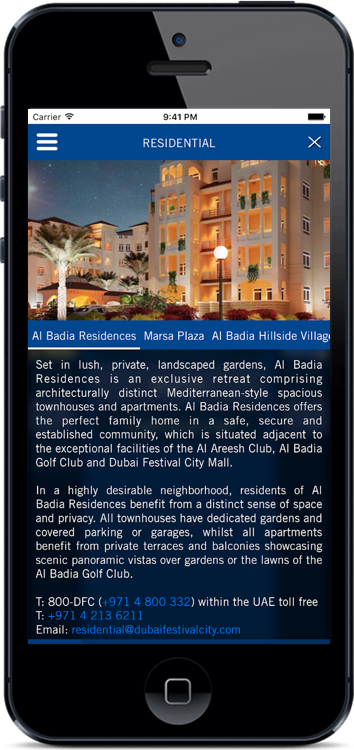 Carrier 9:41 PM
RESIDENTIAL
Al Badia Residences Marsa Plaza Al Badia Hillside Village
Set in lush, private, landscaped gardens, Al Badia
Residences is an exclusive retreat comprising
architecturally distinct Mediterranean-style spacious
townhouses and apartments. Al Badia Residences offers
the perfect family home in a safe, secure and
established community, which is situated adjacent to
the exceptional facilities of the Al Areesh Club, Al Badia
Golf Club and Dubai Festival City Mall.
In a highly desirable neighborhood, residents of Al
Badia Residences benefit from a distinct sense of space
and privacy. All townhouses have dedicated gardens and
covered parking or garages, whilst all apartments
benefit from private terraces and balconies showcasing
scenic panoramic vistas over gardens or the lawns of the
Al Badia Golf Club.
T: 800-DFC (+971 4 800 332) within the UAE toll free
T: +971 4 213 6211
Email: residential@dubaifestivalcity.com